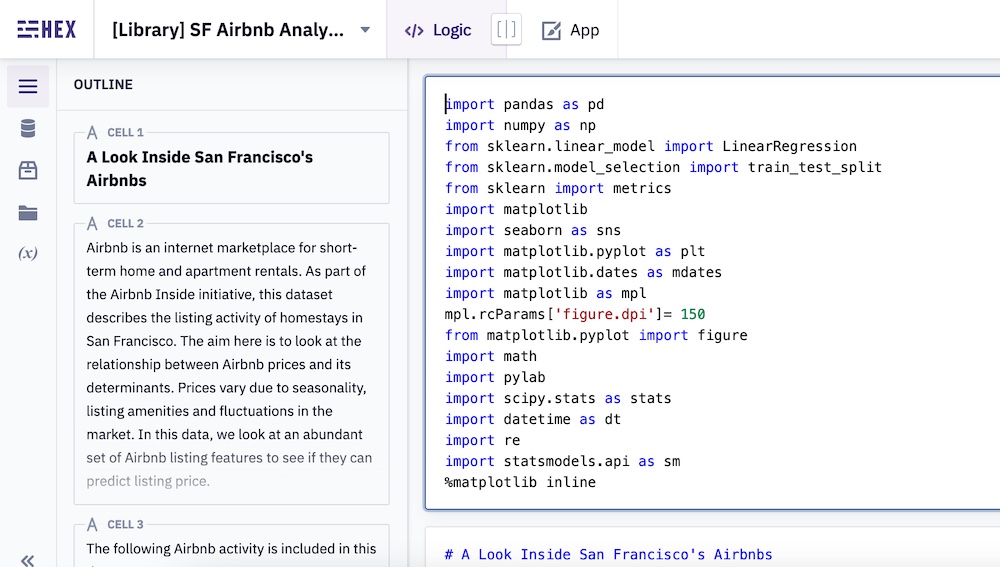 HEX
[Library] SF Airbnb Analy...
Logic
[|]
App
OUTLINE
A CELL 1
A Look Inside San Francisco's
Airbnbs
A CELL 2
Airbnb is an internet marketplace for short-
term home and apartment rentals. As part of
the Airbnb Inside initiative, this dataset
describes the listing activity of homestays in
San Francisco. The aim here is to look at the
relationship between Airbnb prices and its
determinants. Prices vary due to seasonality,
listing amenities and fluctuations in the
market. In this data, we look at an abundant
set of Airbnb listing features to see if they can
predict listing price.
A CELL 3
The following Airbnb activity is included in this
(x)
import pandas as pd
import numpy as np
from sklearn.linear_model import LinearRegression
from sklearn.model_selection import train_test_split
from sklearn import metrics
import matplotlib
import seaborn as sns
import matplotlib.pyplot as plt
import matplotlib.dates as mdates
import matplotlib as mpl
mpl.rcParams['figure.dpi']= 150
from matplotlib.pyplot import figure
import math
import pylab
import scipy.stats as stats
import datetime as dt
import re
import statsmodels.api as sm
%matplotlib inline
# A Look Inside San Francisco's Airbnbs